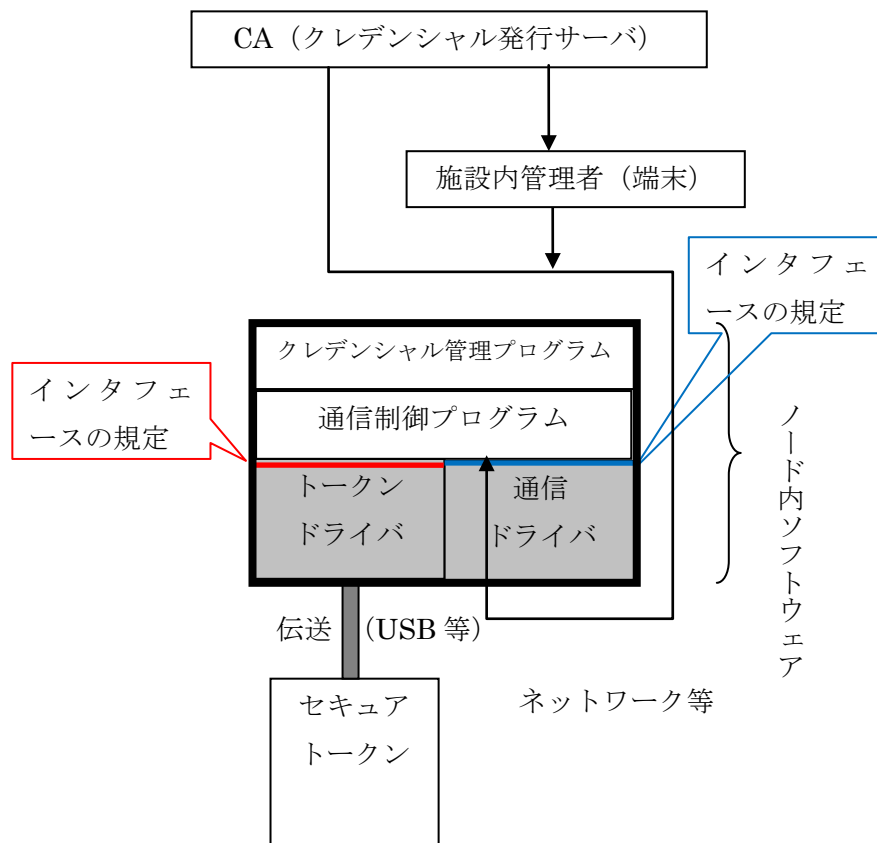 CA（クレデンシャル発行サーバ）
施設内管理者（端末）
インタフェ
ースの規定
クレデンシャル管理プログラム
インタフェ
ースの規定
通信制御プログラム
トークン
ドライバ
通信
ドライバ
ノード内ソフトウェア
伝送（USB 等）
ネットワーク等
セキュア
トークン